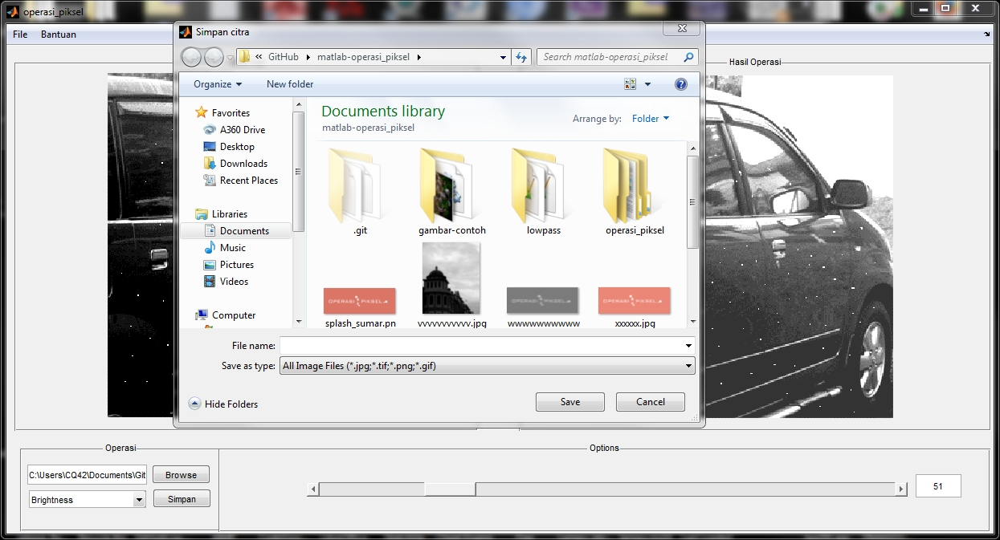 operasi_piksel
File Bantuan
Simpan citra
« GitHub matlab-operasi_piksel
Search matlab-operasi_piksel
Organize New folder
Favorites
A360 Drive
Desktop
Downloads
Recent Places
Libraries
Documents
Music
Pictures
Videos
Computer
Documents library
matlab-operasi_piksel
Arrange by: Folder
.git gambar-contoh lowpass operasi_piksel
OPERASI PIKSEL
OPERASI PIKSEL
OPERASI PIKSEL
splash_sumar.pn vvvvvvvvvvv.jpg wwwwwwwwww xxxxxx.jpg
File name:
Save as type: All Image Files (*.jpg;*.tif;*.png;*.gif)
Hide Folders
Save Cancel
Hasil Operasi
Operasi
C:\Users\CQ42\Documents\Git Browse
Brightness Simpan
Options
51